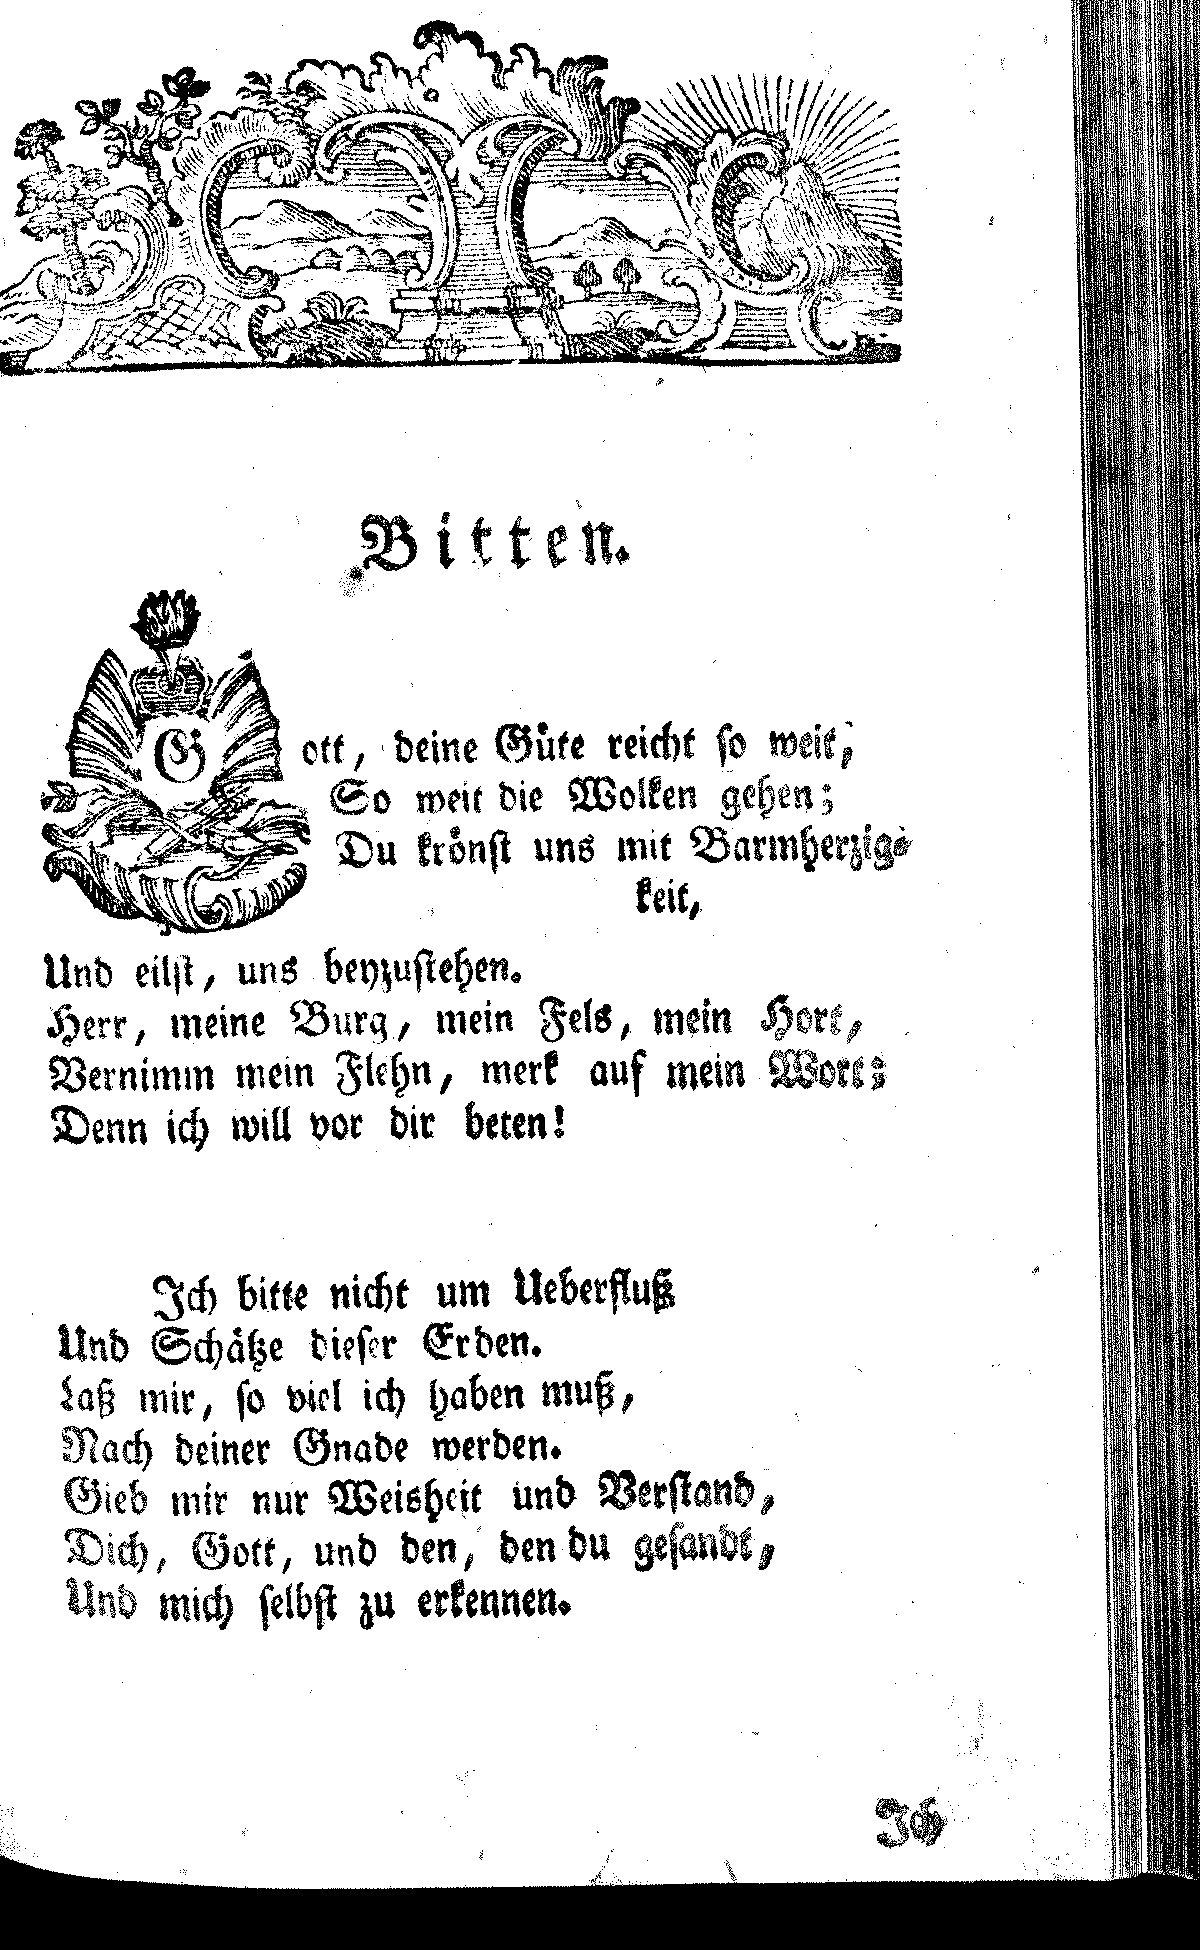 Bitten.
Gott, deine Güte reicht so weit,
So weit die Wolken gehen;
Du krönst uns mit Barmherzig-
keit,
Und eilst, uns beyzustehen.
Herr, meine Burg, mein Fels, mein Hort,
Vernimm mein Flehn, merk auf mein Wort;
Denn ich will vor dir beten!
Ich bitte nicht um Ueberfluß
Und Schätze dieser Erden.
Laß mir, so viel ich haben muß,
Nach deiner Gnade werden.
Gieb mir nur Weisheit und Verstand,
Dich, Gott, und den, den du gesandt,
Und mich selbst zu erkennen.
Ich